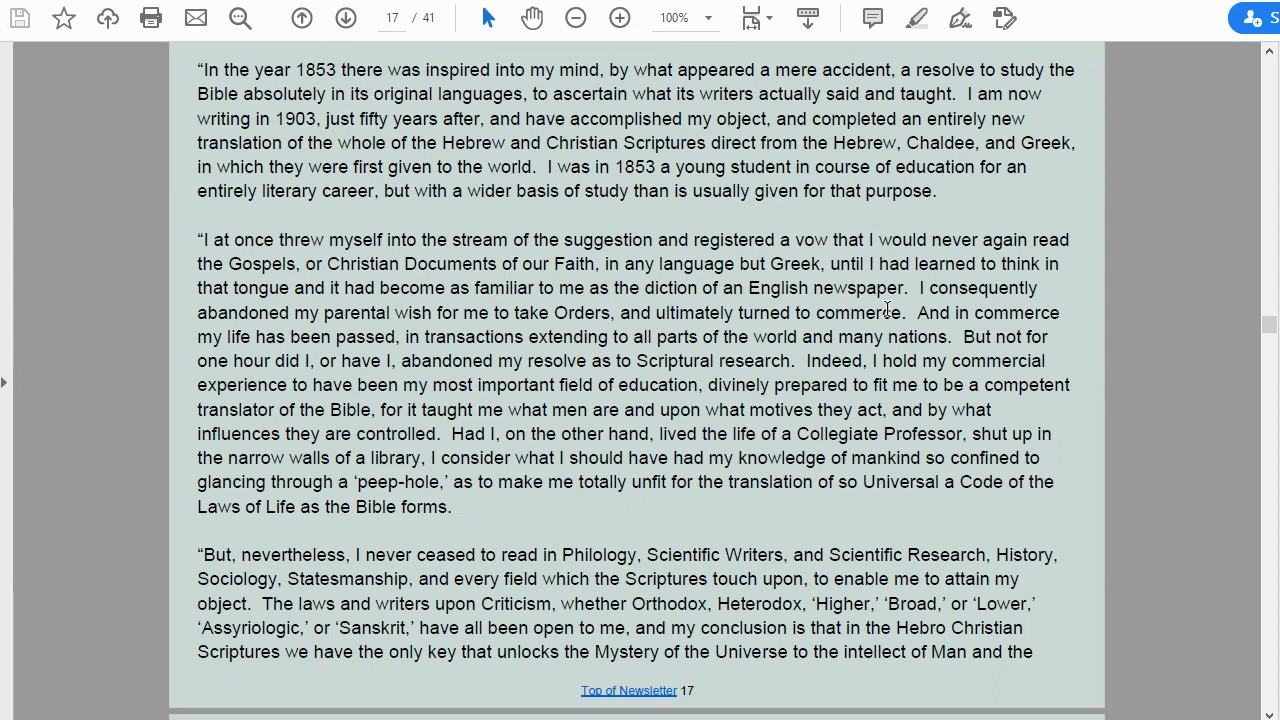 17 / 41
100%
S
“In the year 1853 there was inspired into my mind, by what appeared a mere accident, a resolve to study the
Bible absolutely in its original languages, to ascertain what its writers actually said and taught.  I am now
writing in 1903, just fifty years after, and have accomplished my object, and completed an entirely new
translation of the whole of the Hebrew and Christian Scriptures direct from the Hebrew, Chaldee, and Greek,
in which they were first given to the world.  I was in 1853 a young student in course of education for an
entirely literary career, but with a wider basis of study than is usually given for that purpose.
“I at once threw myself into the stream of the suggestion and registered a vow that I would never again read
the Gospels, or Christian Documents of our Faith, in any language but Greek, until I had learned to think in
that tongue and it had become as familiar to me as the diction of an English newspaper.  I consequently
abandoned my parental wish for me to take Orders, and ultimately turned to commerce.  And in commerce
my life has been passed, in transactions extending to all parts of the world and many nations.  But not for
one hour did I, or have I, abandoned my resolve as to Scriptural research.  Indeed, I hold my commercial
experience to have been my most important field of education, divinely prepared to fit me to be a competent
translator of the Bible, for it taught me what men are and upon what motives they act, and by what
influences they are controlled.  Had I, on the other hand, lived the life of a Collegiate Professor, shut up in
the narrow walls of a library, I consider what I should have had my knowledge of mankind so confined to
glancing through a ‘peep-hole,’ as to make me totally unfit for the translation of so Universal a Code of the
Laws of Life as the Bible forms.
“But, nevertheless, I never ceased to read in Philology, Scientific Writers, and Scientific Research, History,
Sociology, Statesmanship, and every field which the Scriptures touch upon, to enable me to attain my
object.  The laws and writers upon Criticism, whether Orthodox, Heterodox, ‘Higher,’ ‘Broad,’ or ‘Lower,’
‘Assyriologic,’ or ‘Sanskrit,’ have all been open to me, and my conclusion is that in the Hebro Christian
Scriptures we have the only key that unlocks the Mystery of the Universe to the intellect of Man and the
Top of Newsletter 17